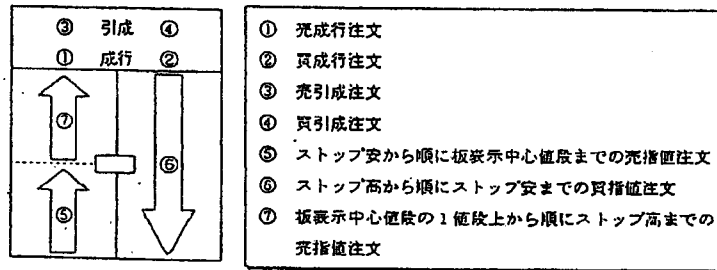 ③ 引成 ④
① 成行 ②
⑦
⑥
⑤
① 売成行注文
② 買成行注文
③ 売引成注文
④ 買引成注文
⑤ ストップ安から順に板表示中心値段までの売指値注文
⑥ ストップ高から順にストップ安までの買指値注文
⑦ 板表示中心値段の1値段上から順にストップ高までの
売指値注文